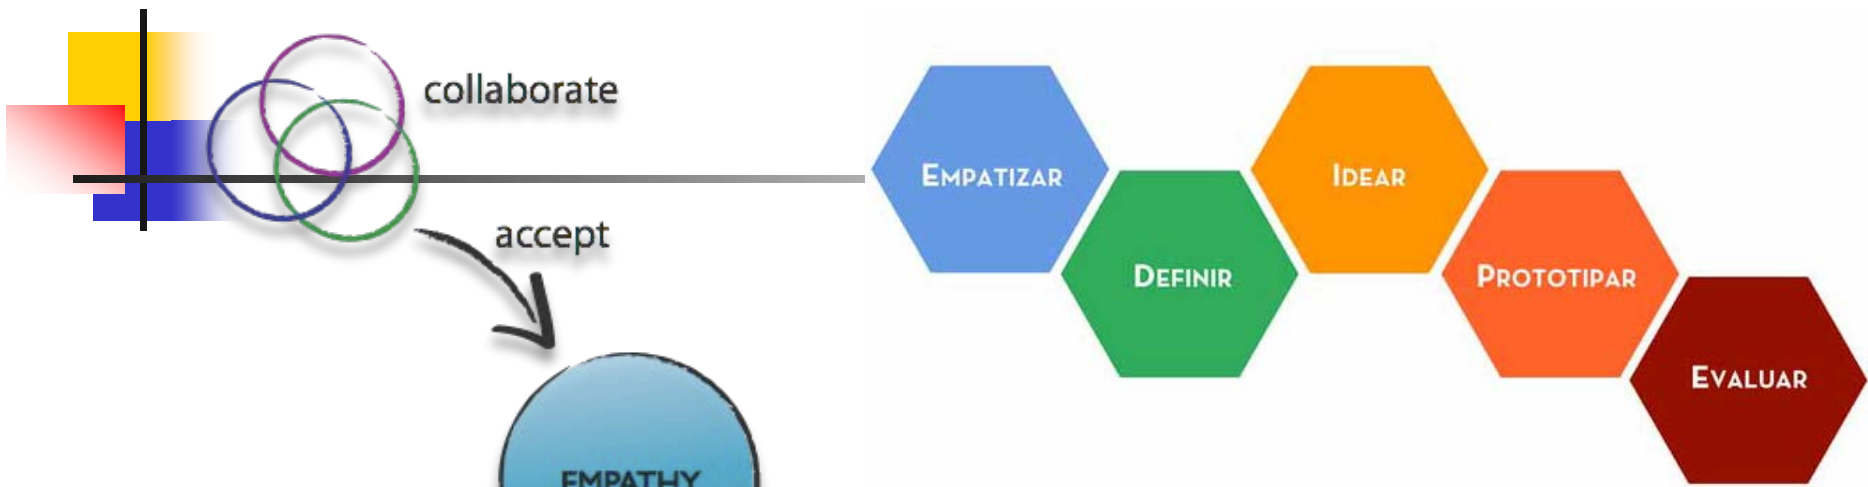 collaborate
accept
EMPATHY
EMPATIZAR
DEFINIR
IDEAR
PROTOTIPAR
EVALUAR